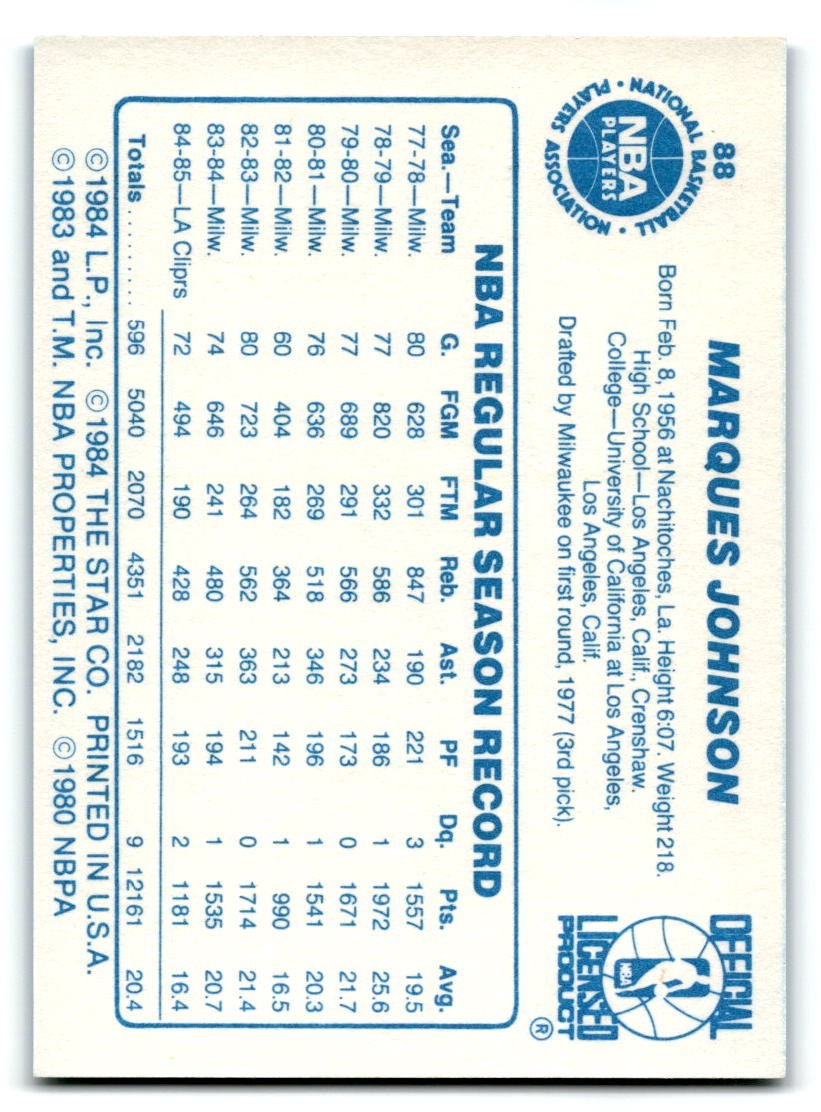 88
NATIONAL BASKETBALL PLAYERS ASSOCIATION
NBA
PLAYERS
MARQUES JOHNSON
Born Feb. 8, 1956 at Nachitoches, La. Height 6:07. Weight 218.
High School—Los Angeles, Calif., Crenshaw.
College—University of California at Los Angeles,
Los Angeles, Calif.
Drafted by Milwaukee on first round, 1977 (3rd pick).
OFFICIAL
NBA
LICENSED
PRODUCT
®
NBA REGULAR SEASON RECORD
Sea.—Team G. FGM FTM Reb. Ast. PF Dq. Pts. Avg.
77-78—Milw. 80 628 301 847 190 221 3 1557 19.5
78-79—Milw. 77 820 332 586 234 186 1 1972 25.6
79-80—Milw. 77 689 291 566 273 173 0 1671 21.7
80-81—Milw. 76 636 269 518 346 196 1 1541 20.3
81-82—Milw. 60 404 182 364 213 142 1 990 16.5
82-83—Milw. 80 723 264 562 363 211 0 1714 21.4
83-84—Milw. 74 646 241 480 315 194 1 1535 20.7
84-85—LA Cliprs 72 494 190 428 248 193 2 1181 16.4
Totals ......... 596 5040 2070 4351 2182 1516 9 12161 20.4
© 1984 L.P., Inc. © 1984 THE STAR CO. PRINTED IN U.S.A.
© 1983 and T.M. NBA PROPERTIES, INC. © 1980 NBPA